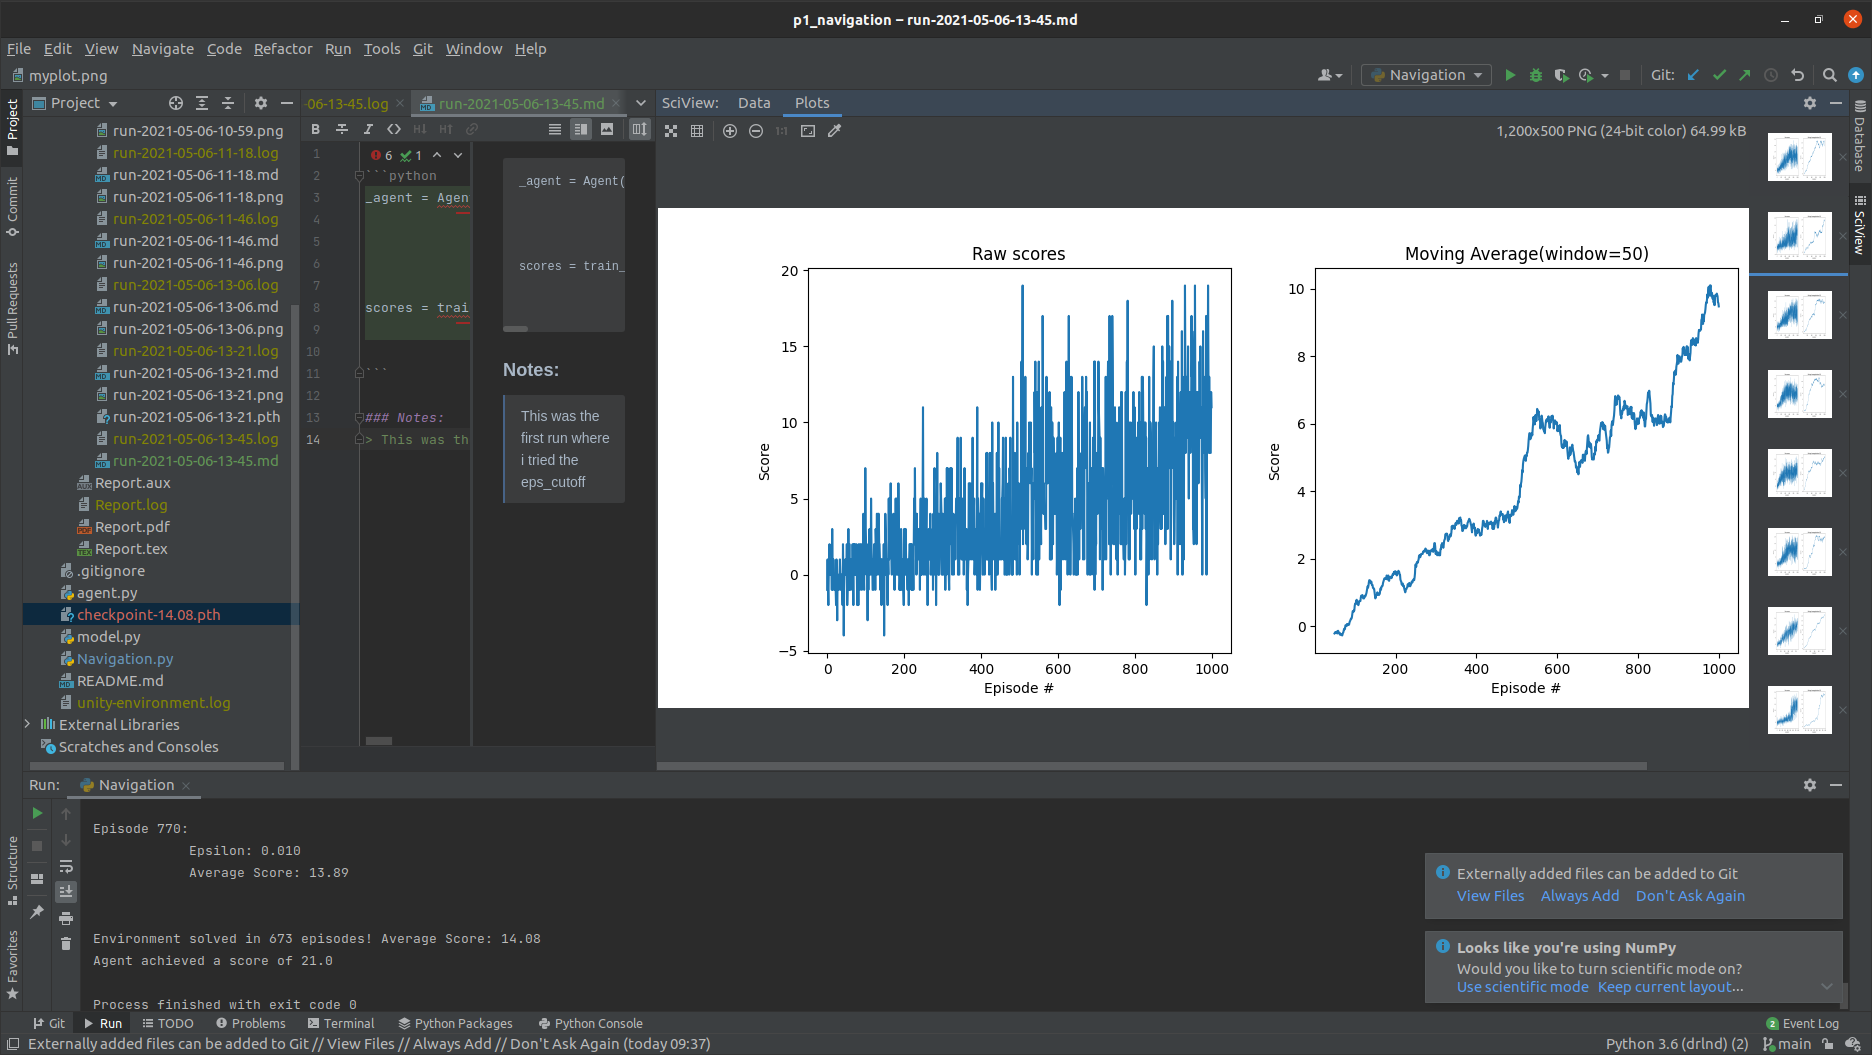 p1_navigation – run-2021-05-06-13-45.md
File Edit View Navigate Code Refactor Run Tools Git Window Help
myplot.png
Navigation
Git:
Project
-06-13-45.log
run-2021-05-06-13-45.md
SciView: Data Plots
1,200x500 PNG (24-bit color) 64.99 kB
Project
Commit
Pull Requests
Structure
Favorites
Database
SciView
run-2021-05-06-10-59.png
run-2021-05-06-11-18.log
run-2021-05-06-11-18.md
run-2021-05-06-11-18.png
run-2021-05-06-11-46.log
run-2021-05-06-11-46.md
run-2021-05-06-11-46.png
run-2021-05-06-13-06.log
run-2021-05-06-13-06.md
run-2021-05-06-13-06.png
run-2021-05-06-13-21.log
run-2021-05-06-13-21.md
run-2021-05-06-13-21.png
run-2021-05-06-13-21.pth
run-2021-05-06-13-45.log
run-2021-05-06-13-45.md
Report.aux
Report.log
Report.pdf
Report.tex
.gitignore
agent.py
checkpoint-14.08.pth
model.py
Navigation.py
README.md
unity-environment.log
External Libraries
Scratches and Consoles
B I <> H↓ H↑
1:1
6 1
1
2 ```python
3 _agent = Agen
4
5
6
7
8 scores = trai
9
10
11 ```
12
13 ### Notes:
14 > This was th
_agent = Agent(
scores = train_
Notes:
This was the
first run where
i tried the
eps_cutoff
Raw scores
20
15
10
5
0
−5
Score
0 200 400 600 800 1000
Episode #
Moving Average(window=50)
10
8
6
4
2
0
Score
200 400 600 800 1000
Episode #
Run: Navigation
Episode 770:
Epsilon: 0.010
Average Score: 13.89
Environment solved in 673 episodes! Average Score: 14.08
Agent achieved a score of 21.0
Process finished with exit code 0
Externally added files can be added to Git
View Files Always Add Don't Ask Again
Looks like you're using NumPy
Would you like to turn scientific mode on?
Use scientific mode Keep current layout...
Git Run TODO Problems Terminal Python Packages Python Console
2 Event Log
Externally added files can be added to Git // View Files // Always Add // Don't Ask Again (today 09:37)
Python 3.6 (drlnd) (2) main